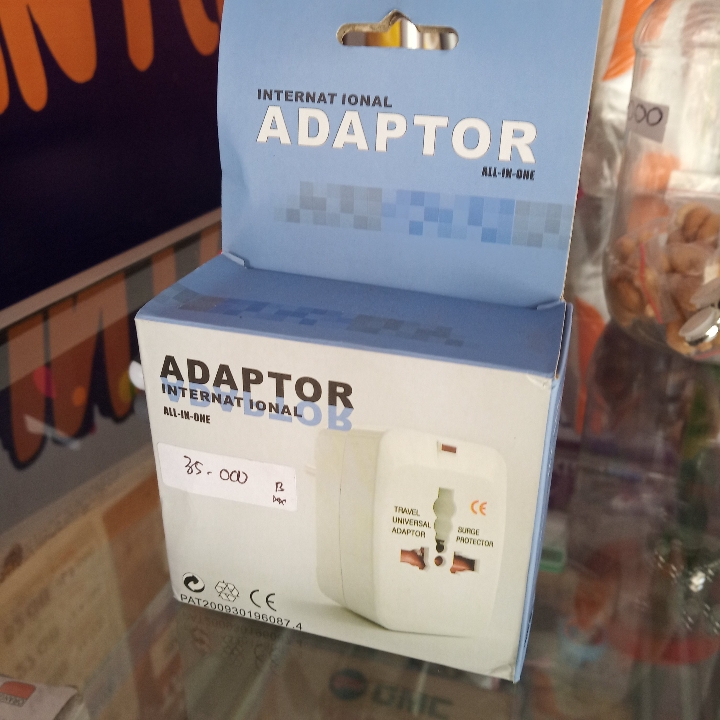 INTERNAT IONAL
ADAPTOR
ALL-IN-ONE
ADAPTOR
INTERNAT IONAL
ADAPTOR
ALL-IN-ONE
35.000
B
TRAVEL
UNIVERSAL
ADAPTOR
CE
SURGE
PROTECTOR
CE
PAT200930196087.4